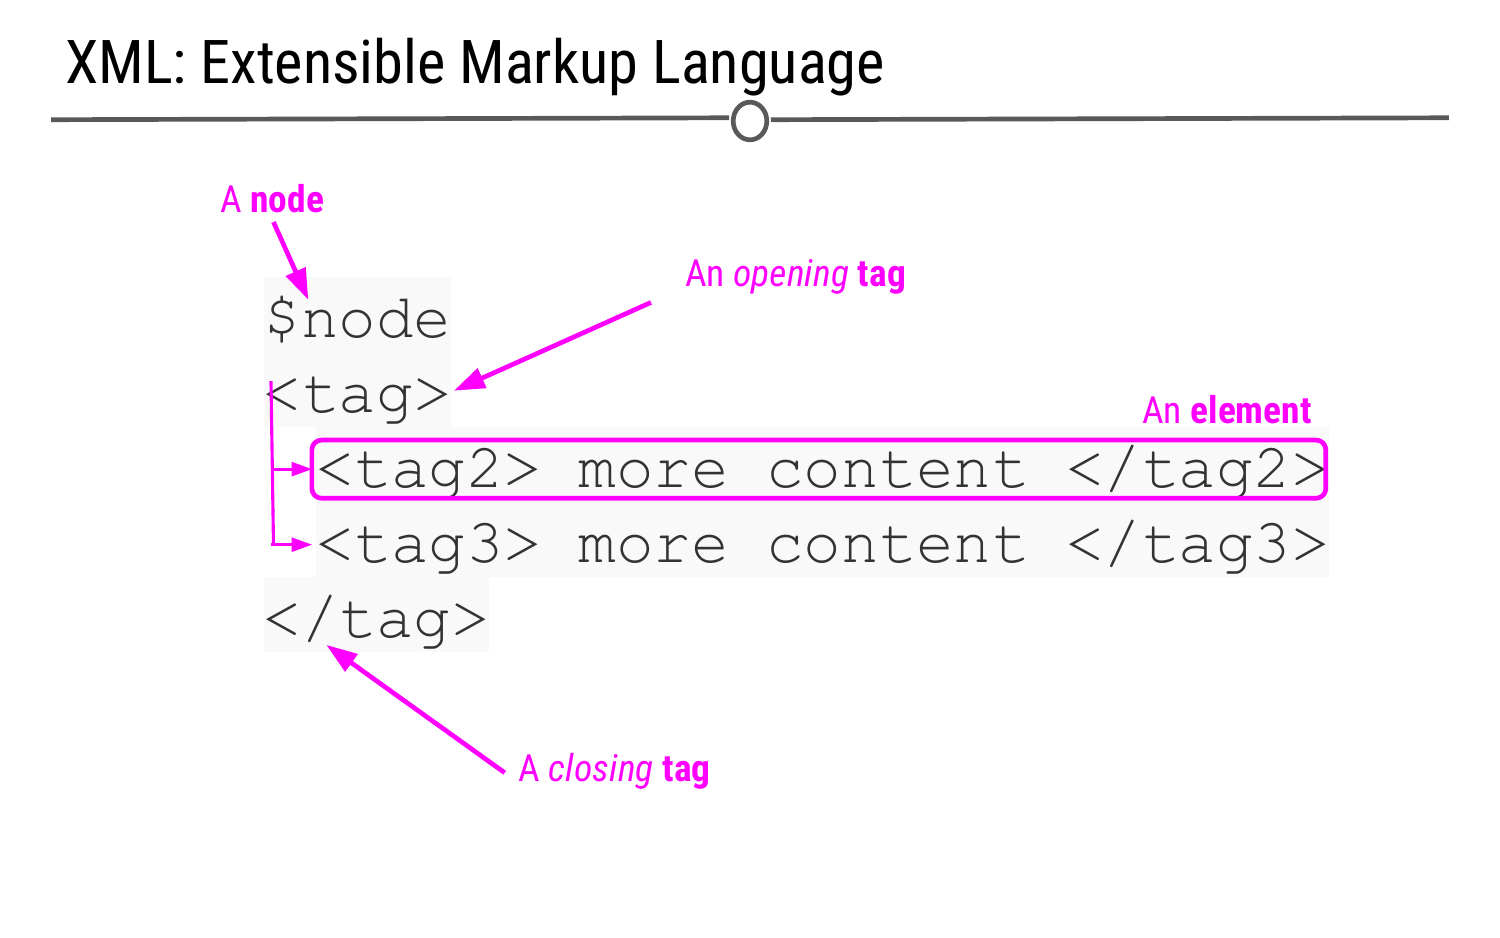 XML: Extensible Markup Language
A node
An opening tag
$node
<tag>
An element
<tag2> more content </tag2>
<tag3> more content </tag3>
</tag>
A closing tag